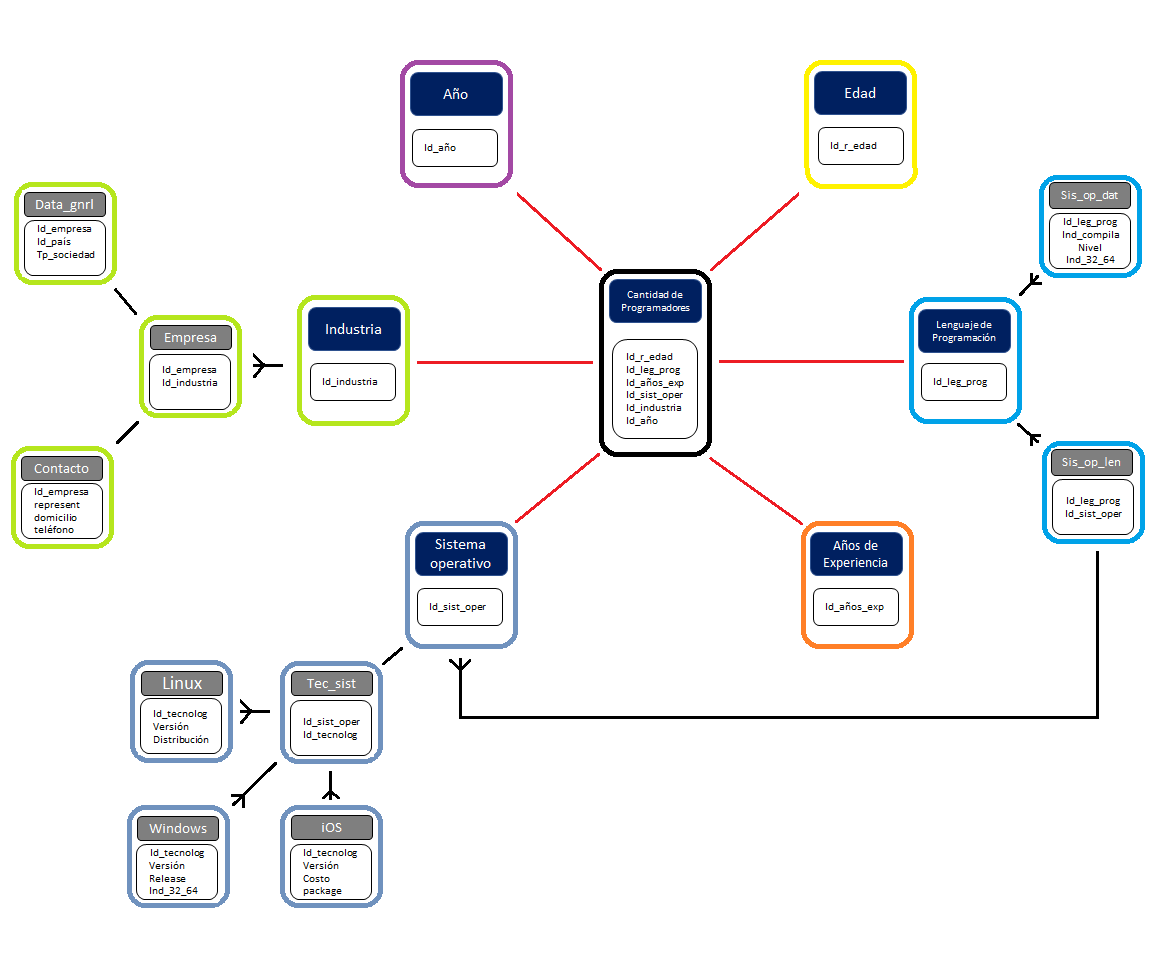 Año
Id_año
Edad
Id_r_edad
Data_gnrl
Id_empresa
Id_país
Tp_sociedad
Sis_op_dat
Id_leg_prog
Ind_compila
Nivel
Ind_32_64
Cantidad de
Programadores
Id_r_edad
Id_leg_prog
Id_años_exp
Id_sist_oper
Id_industria
Id_año
Empresa
Id_empresa
Id_industria
Industria
Id_industria
Lenguaje de
Programación
Id_leg_prog
Contacto
Id_empresa
represent
domicilio
teléfono
Sis_op_len
Id_leg_prog
Id_sist_oper
Sistema
operativo
Id_sist_oper
Años de
Experiencia
Id_años_exp
Linux
Id_tecnolog
Versión
Distribución
Tec_sist
Id_sist_oper
Id_tecnolog
Windows
Id_tecnolog
Versión
Release
Ind_32_64
iOS
Id_tecnolog
Versión
Costo
package